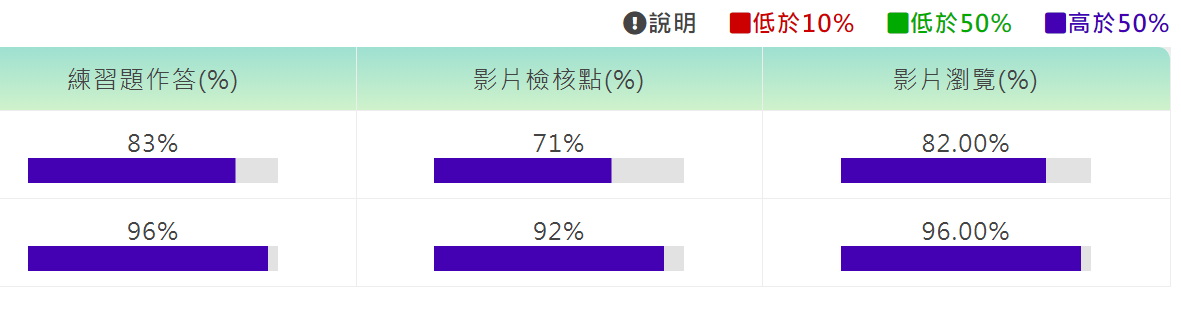 說明 低於10% 低於50% 高於50%
練習題作答(%) 影片檢核點(%) 影片瀏覽(%)
83% 71% 82.00%
96% 92% 96.00%